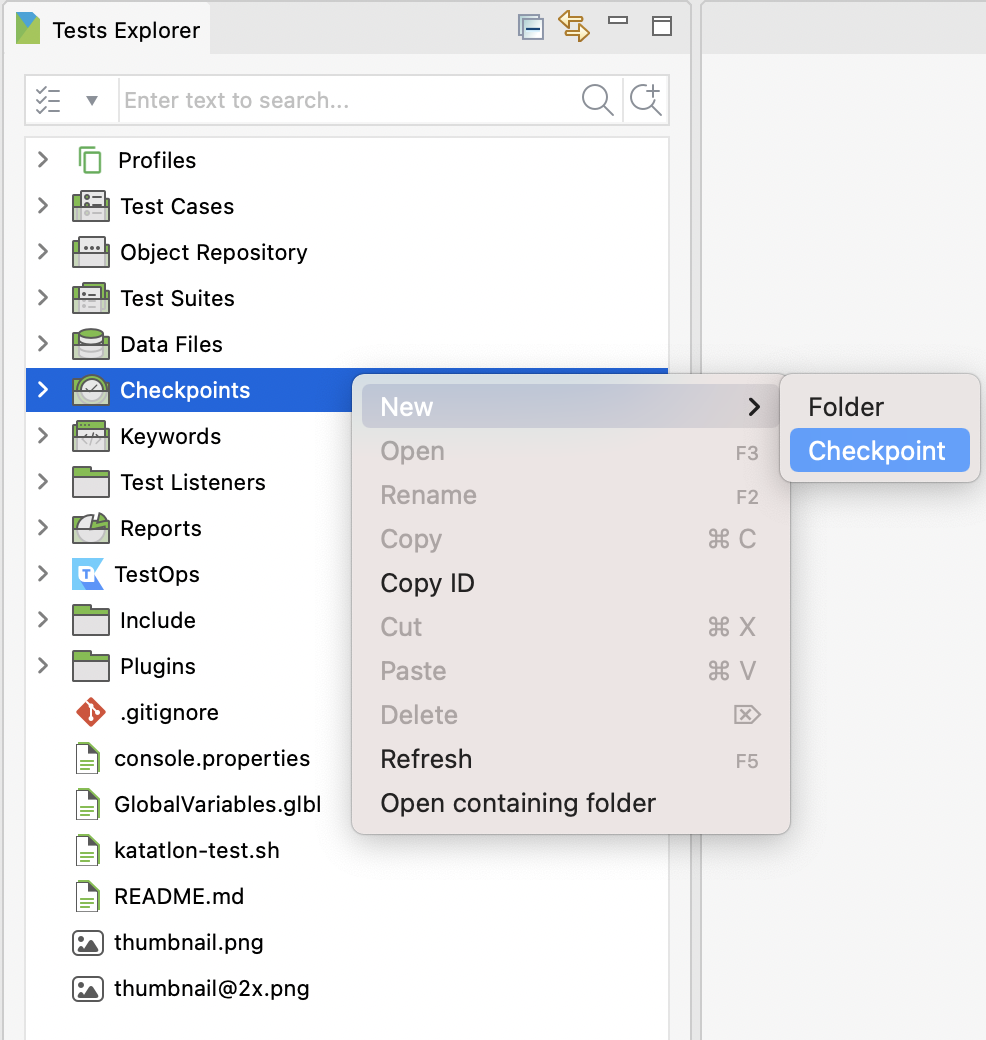 Tests Explorer
Enter text to search...
Profiles
Test Cases
Object Repository
Test Suites
Data Files
Checkpoints
Keywords
Test Listeners
Reports
TestOps
Include
Plugins
.gitignore
console.properties
GlobalVariables.glbl
katatlon-test.sh
README.md
thumbnail.png
thumbnail@2x.png
New
Open F3
Rename F2
Copy ⌘ C
Copy ID
Cut ⌘ X
Paste ⌘ V
Delete ⌦
Refresh F5
Open containing folder
Folder
Checkpoint